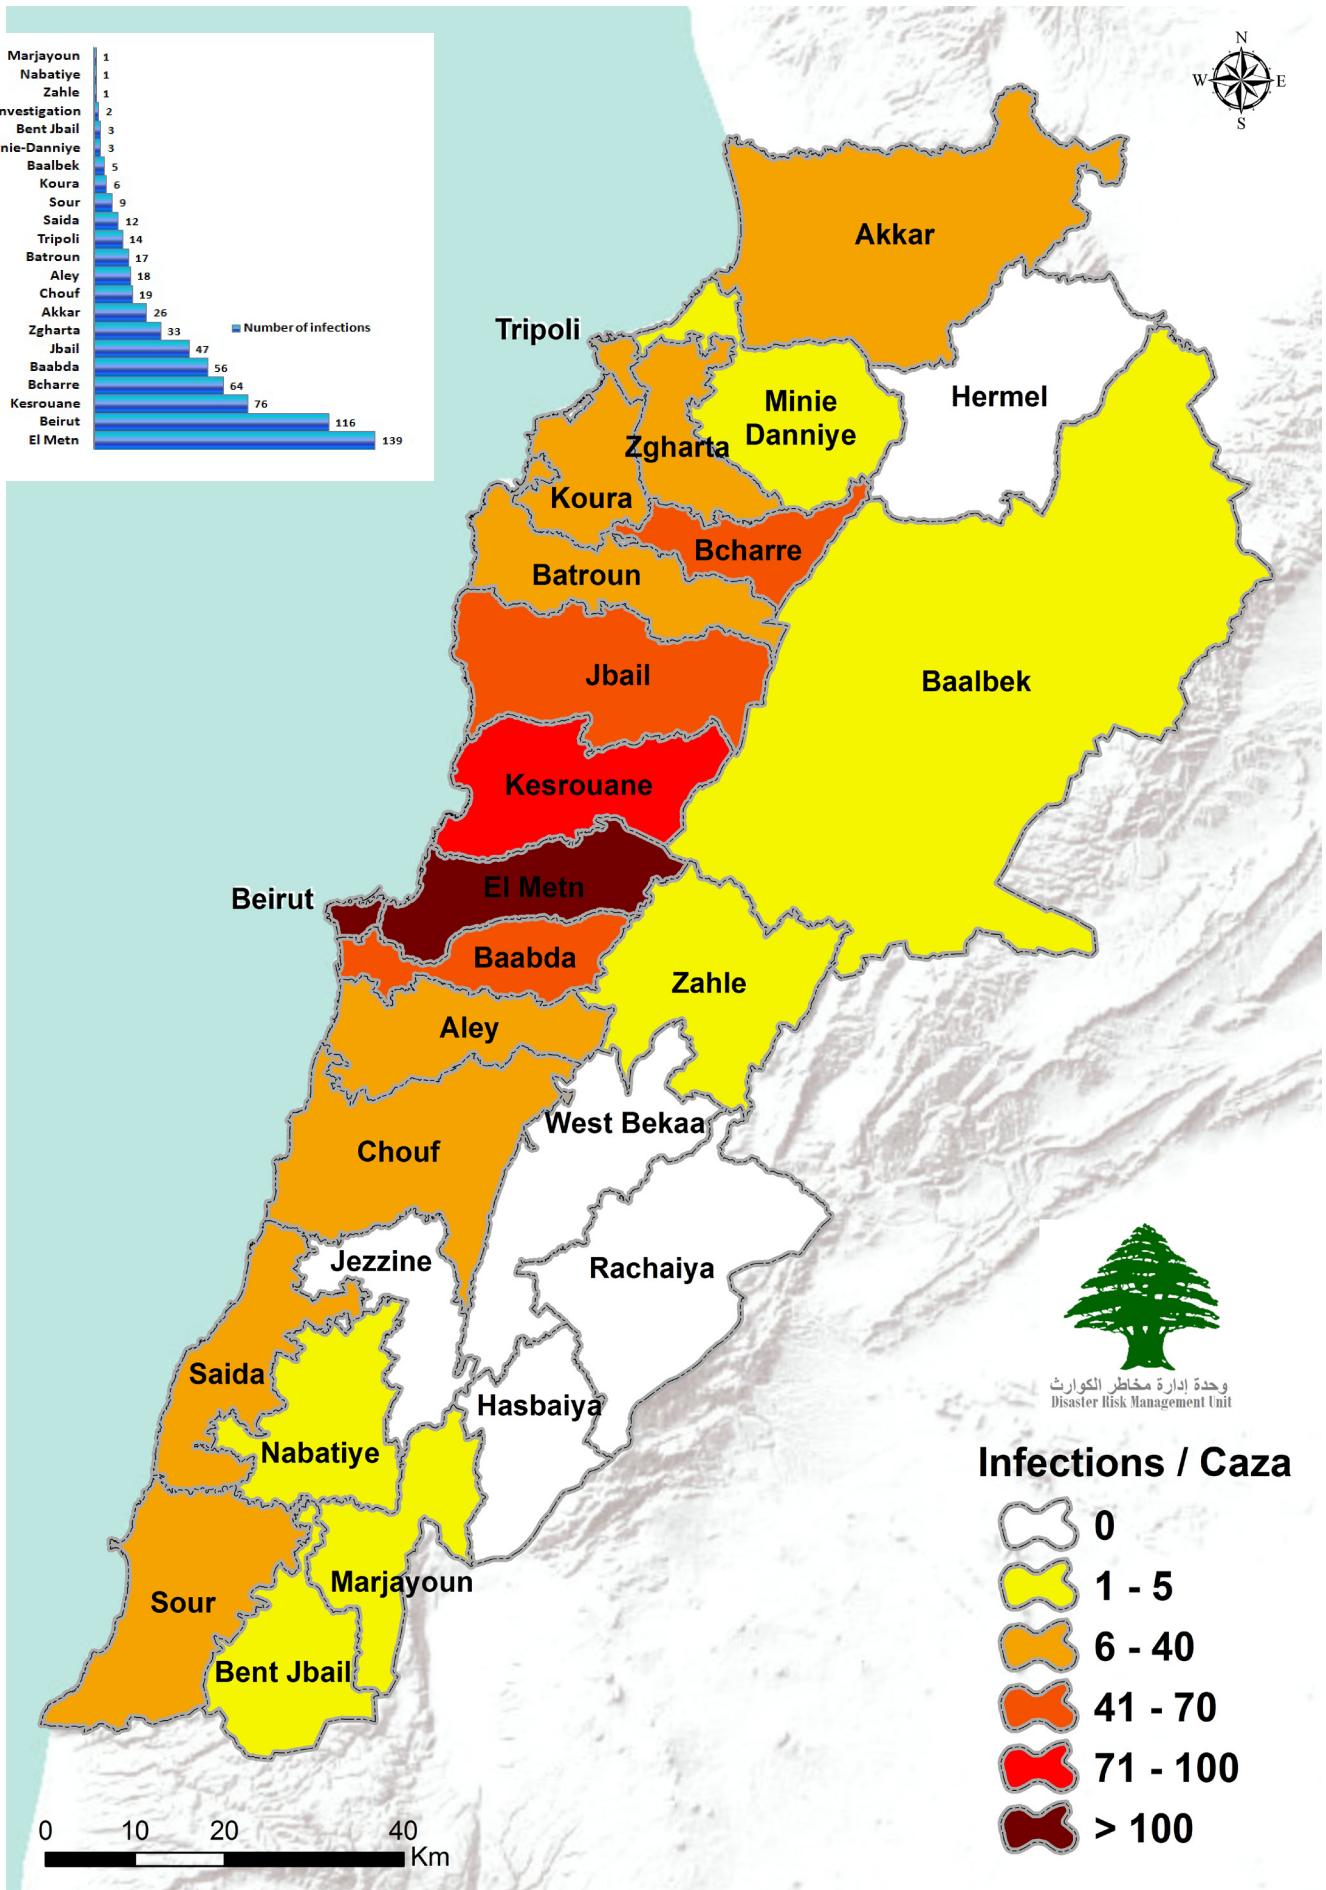 Marjayoun 1
Nabatiye 1
Zahle 1
nvestigation 2
Bent Jbail 3
nie-Danniye 3
Baalbek 5
Koura 6
Sour 9
Saida 12
Tripoli 14
Batroun 17
Aley 18
Chouf 19
Akkar 26
Zgharta 33
Jbail 47
Baabda 56
Bcharre 64
Kesrouane 76
Beirut 116
El Metn 139
Number of infections
N
W E
S
Akkar
Tripoli
Hermel
Minie
Danniye
Zgharta
Koura
Bcharre
Batroun
Jbail
Baalbek
Kesrouane
El Metn
Beirut
Baabda
Zahle
Aley
West Bekaa
Chouf
Jezzine
Rachaiya
Saida
Hasbaiya
Nabatiye
Marjayoun
Sour
Bent Jbail
وحدة إدارة مخاطر الكوارث
Disaster Risk Management Unit
Infections / Caza
0
1 - 5
6 - 40
41 - 70
71 - 100
> 100
0 10 20 40
Km